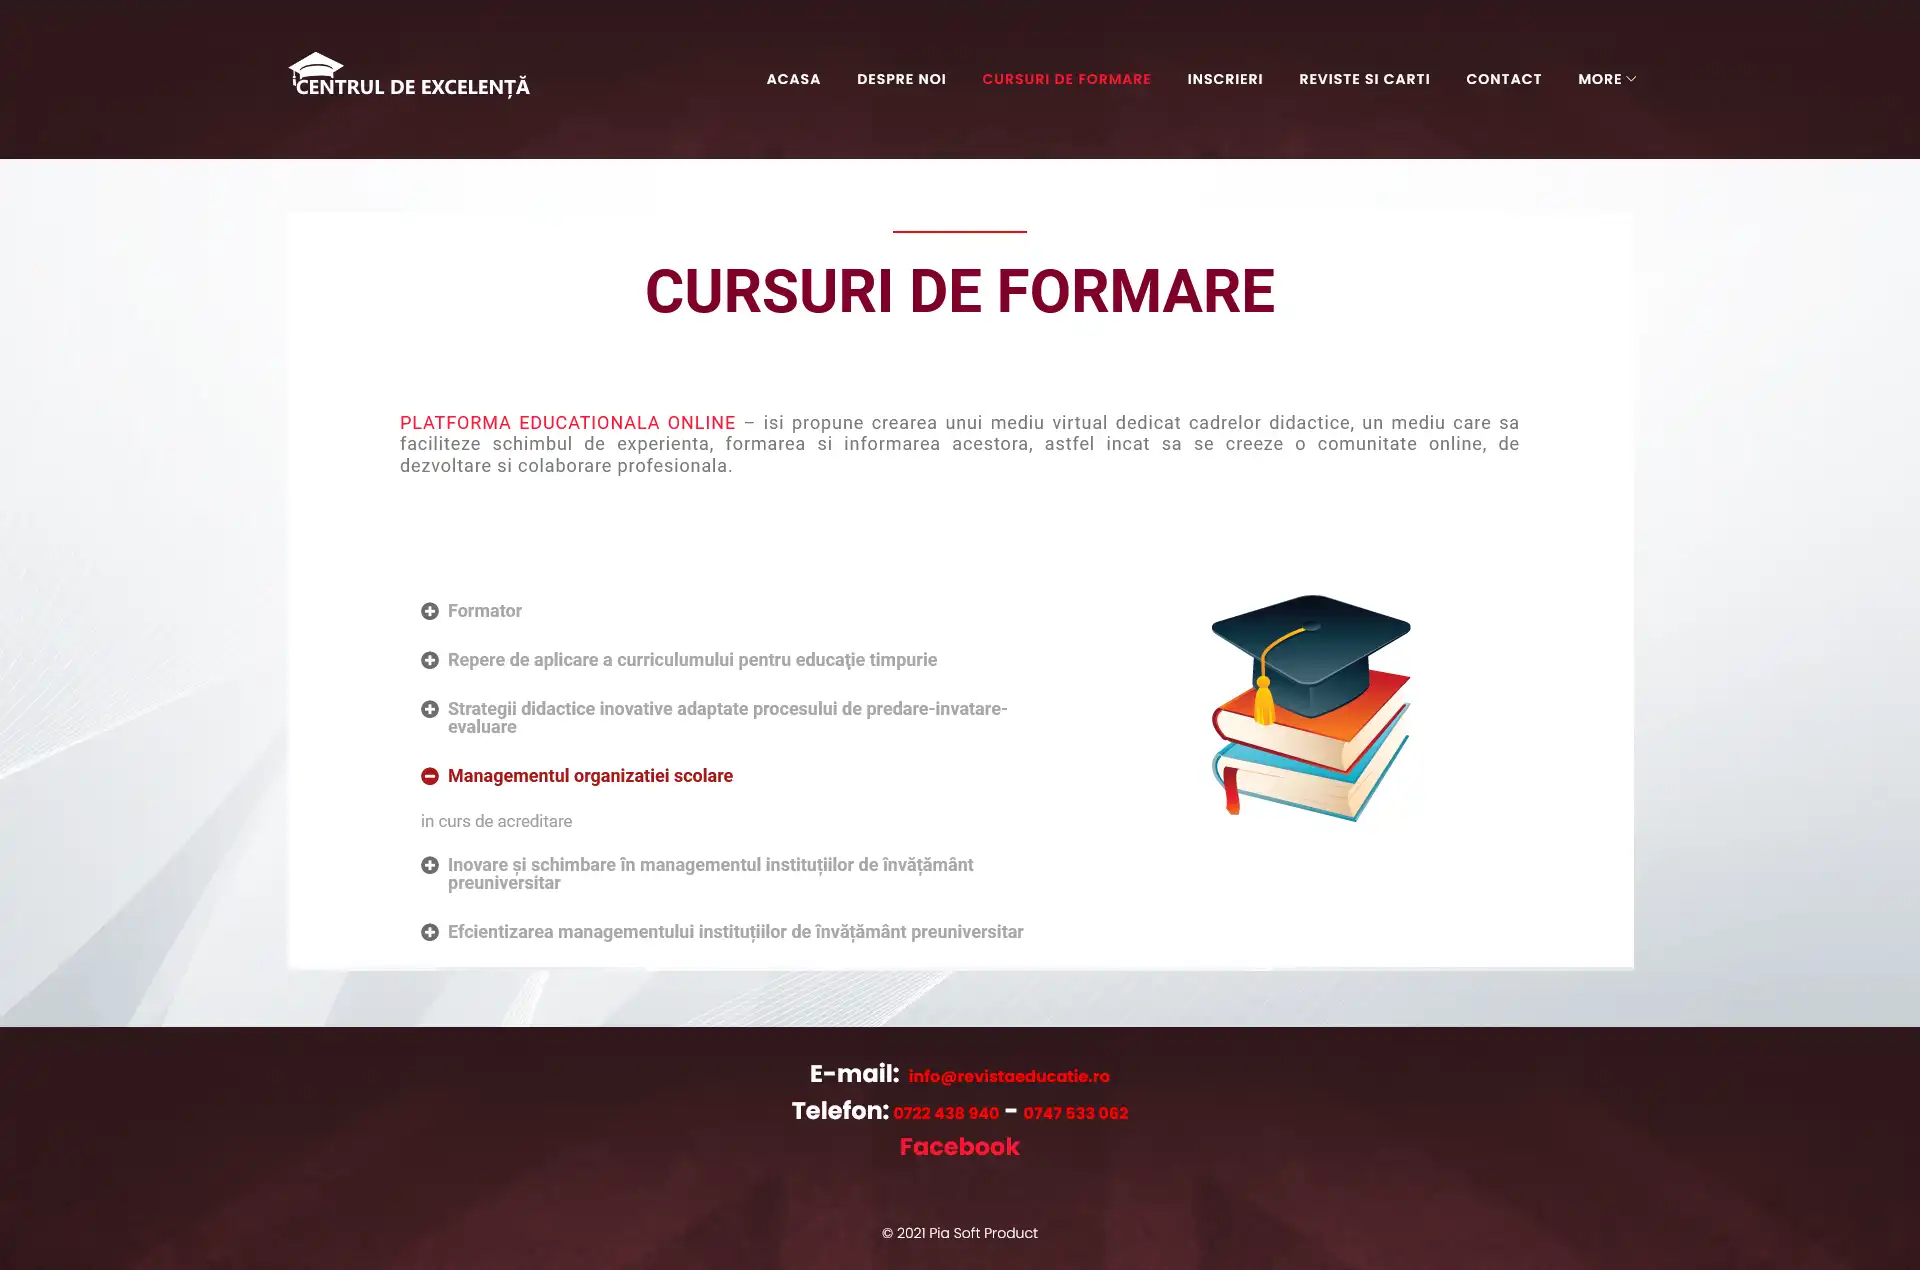 CENTRUL DE EXCELENȚĂ
ACASA DESPRE NOI CURSURI DE FORMARE INSCRIERI REVISTE SI CARTI CONTACT MORE
CURSURI DE FORMARE
PLATFORMA EDUCATIONALA ONLINE – isi propune crearea unui mediu virtual dedicat cadrelor didactice, un mediu care sa
faciliteze schimbul de experienta, formarea si informarea acestora, astfel incat sa se creeze o comunitate online, de
dezvoltare si colaborare profesionala.
Formator
Repere de aplicare a curriculumului pentru educaţie timpurie
Strategii didactice inovative adaptate procesului de predare-invatare-
evaluare
Managementul organizatiei scolare
in curs de acreditare
Inovare și schimbare în managementul instituțiilor de învățământ
preuniversitar
Efcientizarea managementului instituțiilor de învățământ preuniversitar
E-mail: info@revistaeducatie.ro
Telefon: 0722 438 940 - 0747 533 062
Facebook
© 2021 Pia Soft Product